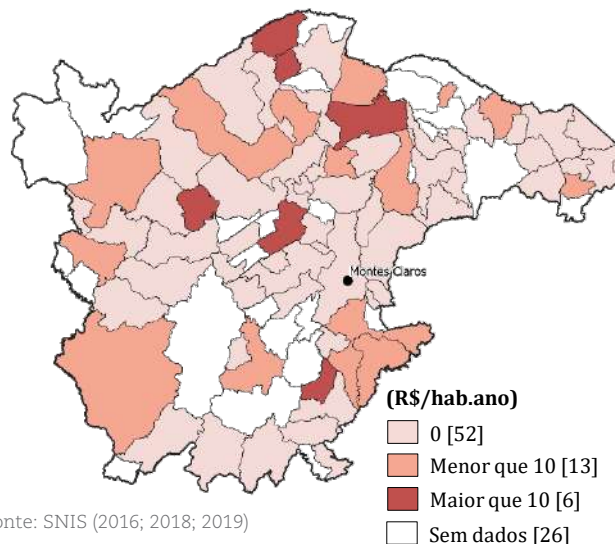 Montes Claros
(R$/hab.ano)
0 [52]
Menor que 10 [13]
Maior que 10 [6]
Sem dados [26]
onte: SNIS (2016; 2018; 2019)